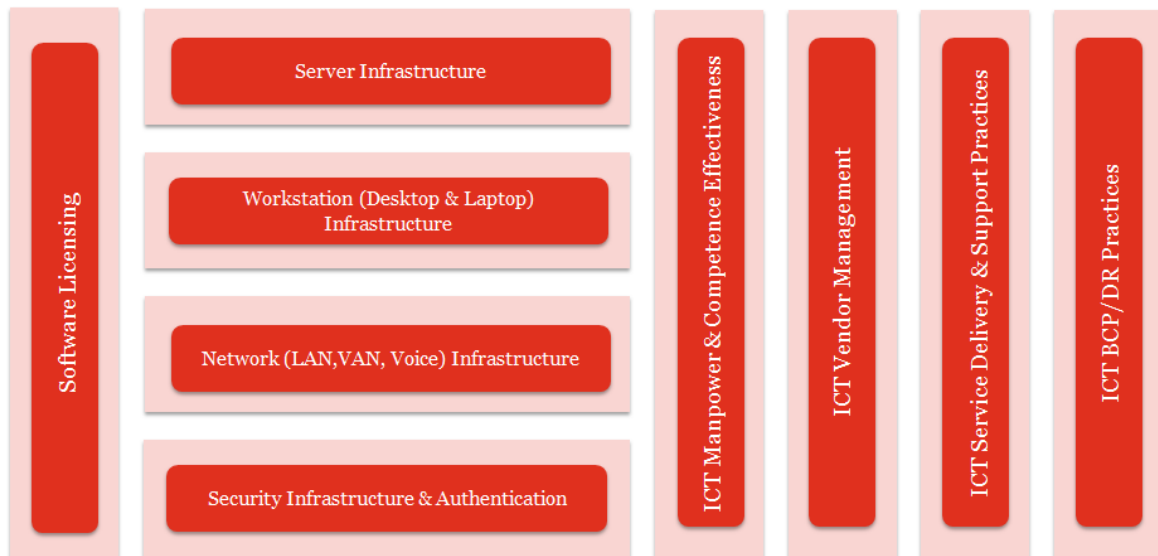 Software Licensing
Server Infrastructure
Workstation (Desktop & Laptop)
Infrastructure
Network (LAN,VAN, Voice) Infrastructure
Security Infrastructure & Authentication
ICT Manpower & Competence Effectiveness
ICT Vendor Management
ICT Service Delivery & Support Practices
ICT BCP/DR Practices